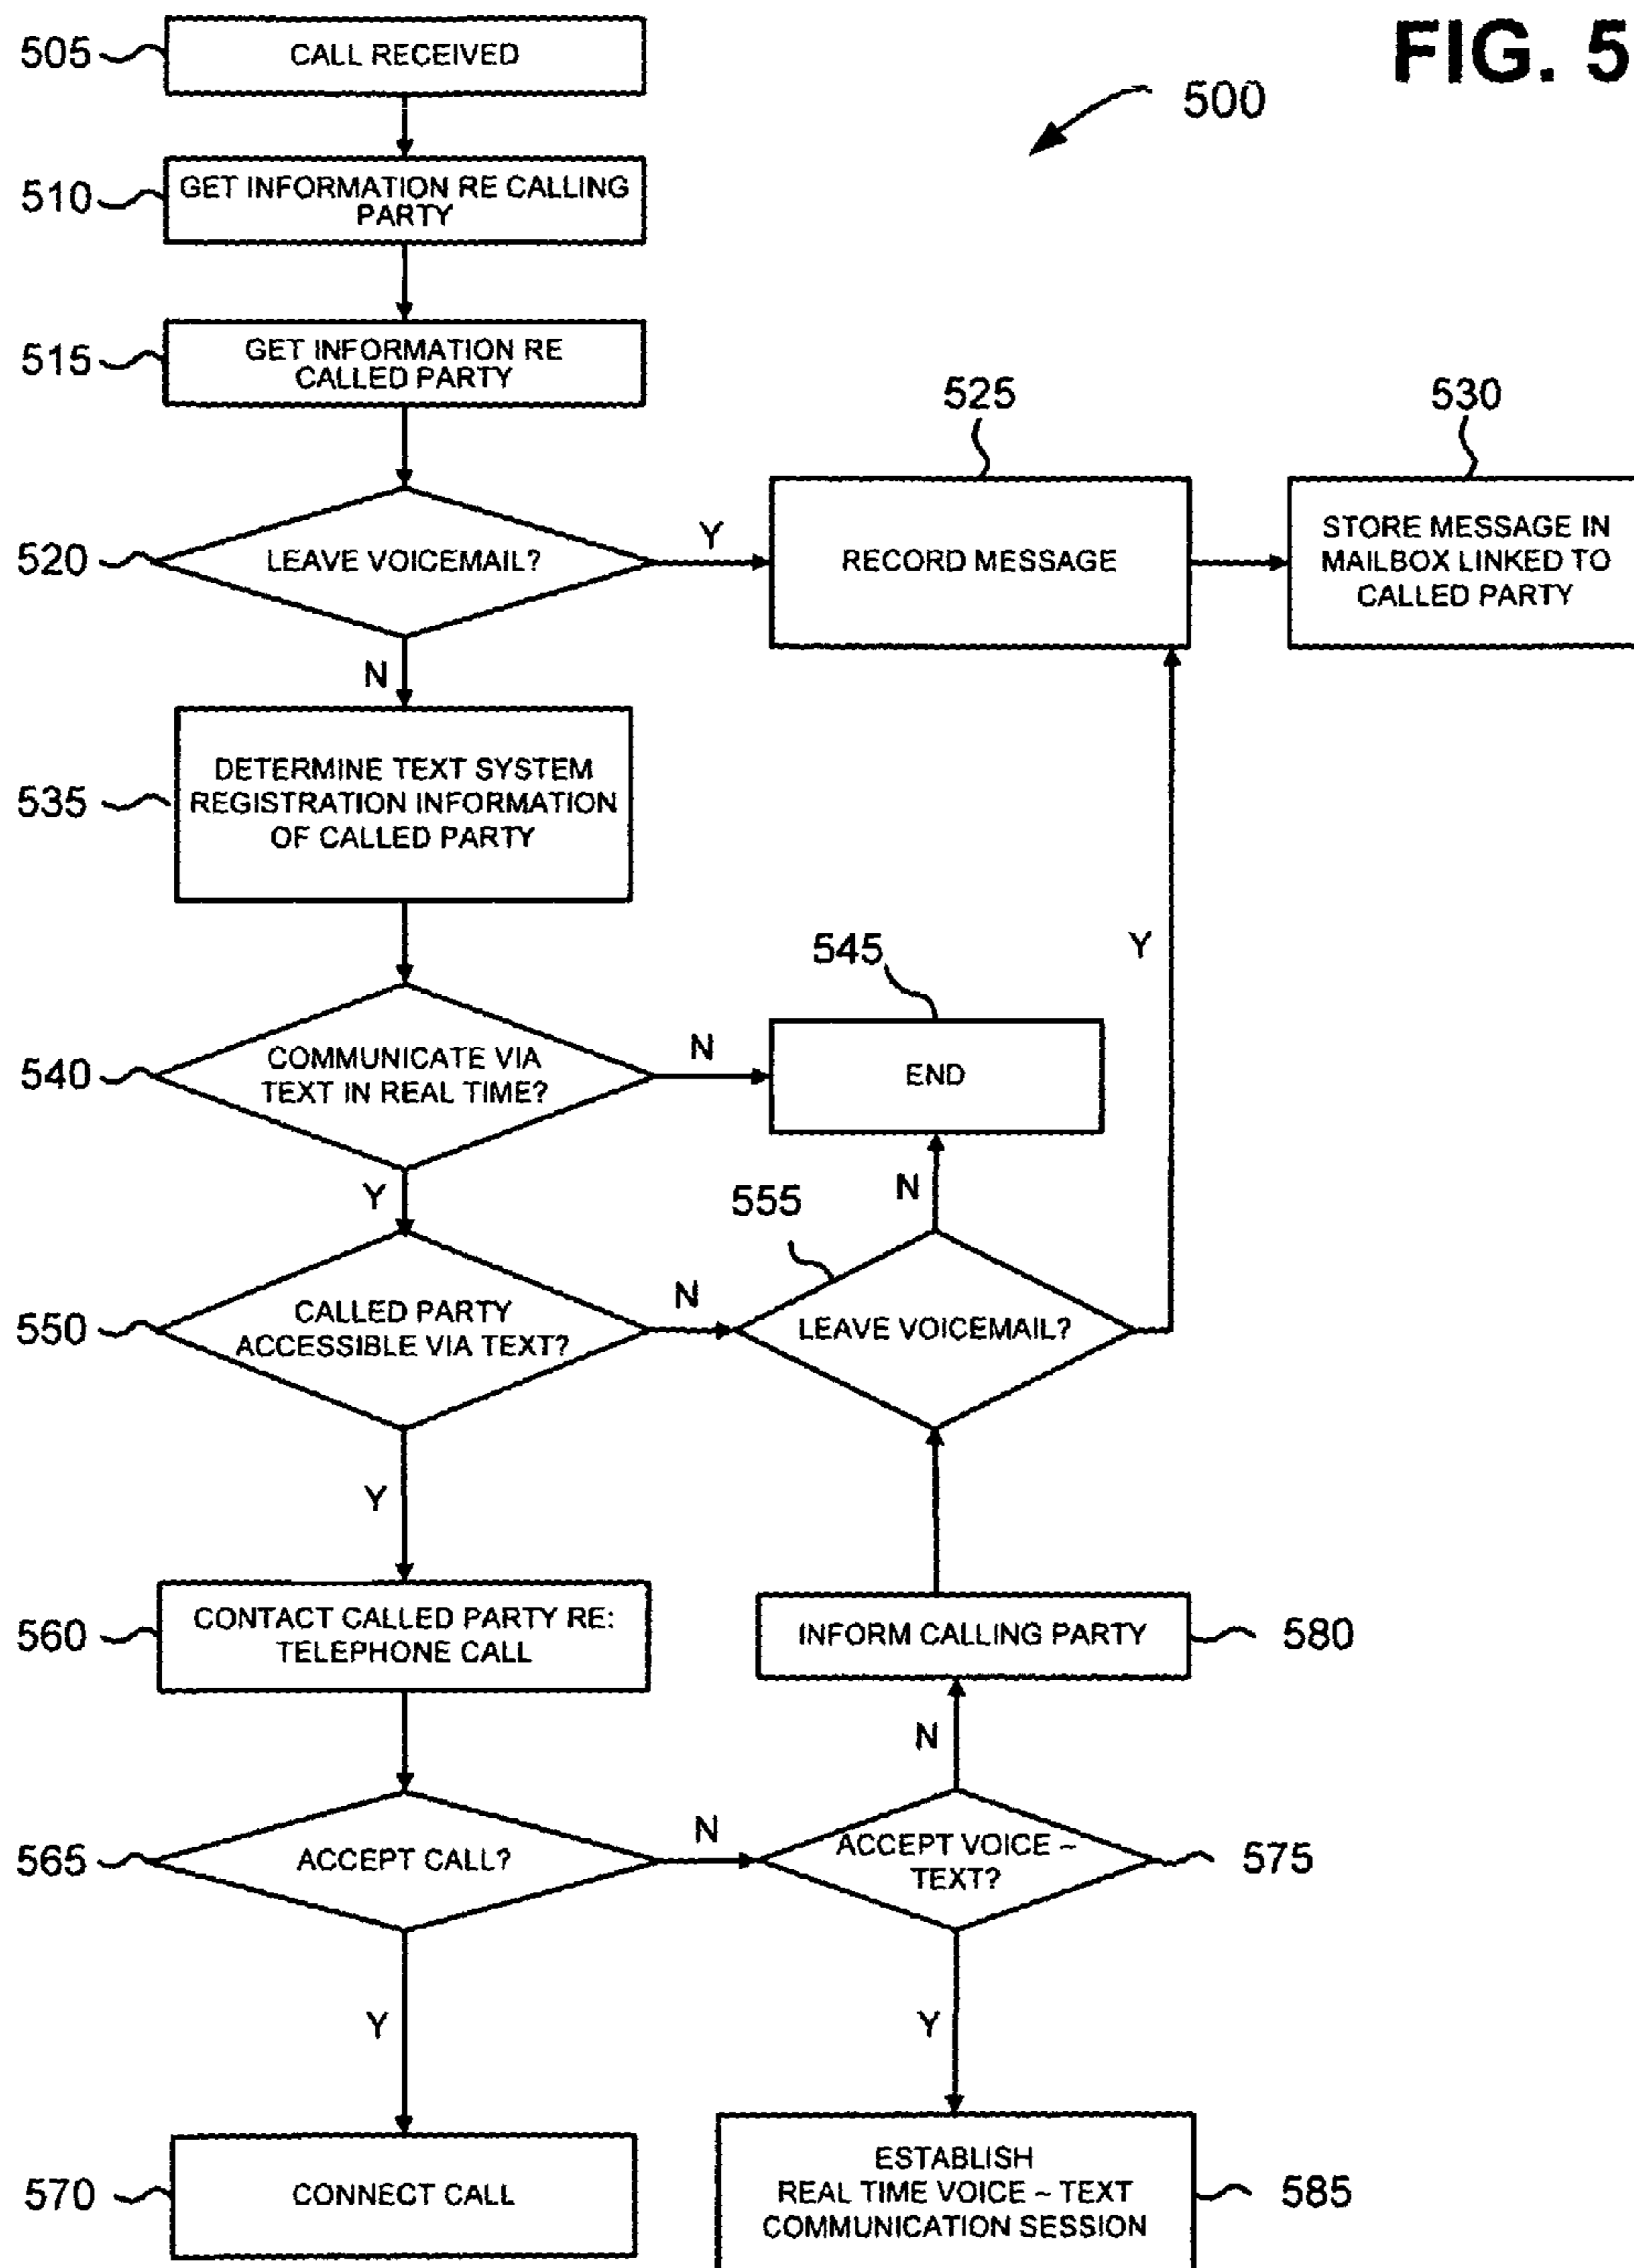 FIG. 5
500
505
CALL RECEIVED
510
GET INFORMATION RE CALLING
PARTY
515
GET INFORMATION RE
CALLED PARTY
520
LEAVE VOICEMAIL?
Y
525
RECORD MESSAGE
530
STORE MESSAGE IN
MAILBOX LINKED TO
CALLED PARTY
N
535
DETERMINE TEXT SYSTEM
REGISTRATION INFORMATION
OF CALLED PARTY
540
COMMUNICATE VIA
TEXT IN REAL TIME?
N
545
END
Y
Y
550
CALLED PARTY
ACCESSIBLE VIA TEXT?
N
555
LEAVE VOICEMAIL?
N
Y
560
CONTACT CALLED PARTY RE:
TELEPHONE CALL
INFORM CALLING PARTY
580
N
565
ACCEPT CALL?
N
ACCEPT VOICE ~
TEXT?
575
Y
Y
570
CONNECT CALL
ESTABLISH
REAL TIME VOICE ~ TEXT
COMMUNICATION SESSION
585